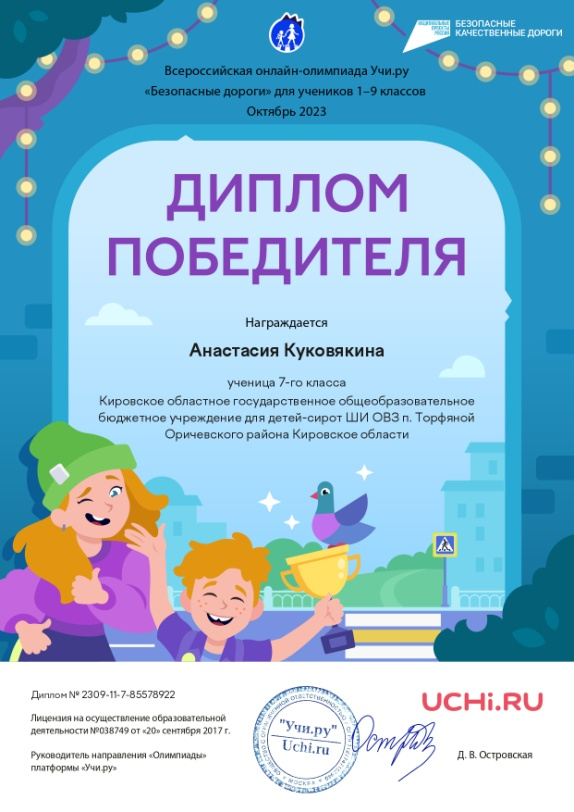 НАЦИОНАЛЬНЫЕ
ПРОЕКТЫ
РОССИИ
БЕЗОПАСНЫЕ
КАЧЕСТВЕННЫЕ ДОРОГИ
Всероссийская онлайн-олимпиада Учи.ру
«Безопасные дороги» для учеников 1–9 классов
Октябрь 2023
ДИПЛОМ
ПОБЕДИТЕЛЯ
Награждается
Анастасия Куковякина
ученица 7-го класса
Кировское областное государственное общеобразовательное
бюджетное учреждение для детей-сирот ШИ ОВЗ п. Торфяной
Оричевского района Кировское области
Диплом № 2309-11-7-85578922
Лицензия на осуществление образовательной
деятельности №038749 от «20» сентября 2017 г.
Руководитель направления «Олимпиады»
платформы «Учи.ру»
"Учи.ру"
Uchi.ru
МОСКВА
UCHi.RU
Д. В. Островская